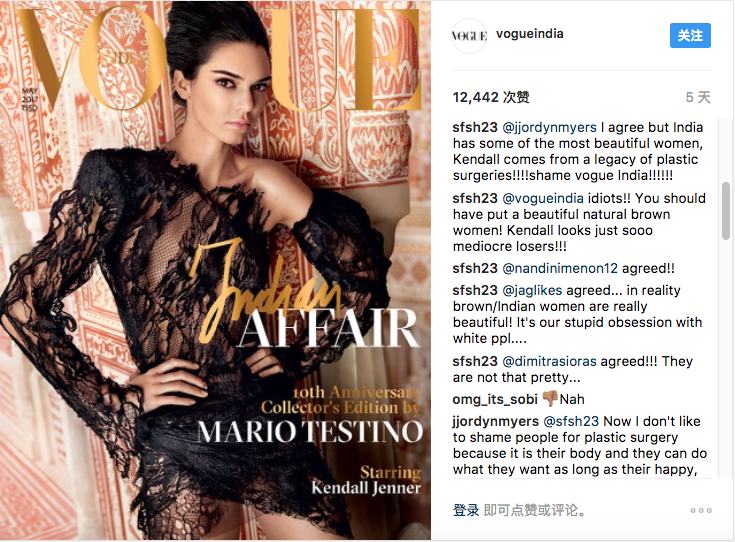 VOGUE
INDIA
MAY
2017
₹150
Indian
AFFAIR
10th Anniversary
Collector's Edition by
MARIO TESTINO
Starring
Kendall Jenner
VOGUE vogueindia 关注
12,442 次赞 5 天
sfsh23 @jjordynmyers I agree but India
has some of the most beautiful women,
Kendall comes from a legacy of plastic
surgeries!!!!shame vogue India!!!!!!
sfsh23 @vogueindia idiots!! You should
have put a beautiful natural brown
women! Kendall looks just sooo
mediocre losers!!!
sfsh23 @nandinimenon12 agreed!!
sfsh23 @jaglikes agreed... in reality
brown/Indian women are really
beautiful! It's our stupid obsession with
white ppl....
sfsh23 @dimitrasioras agreed!!! They
are not that pretty...
omg_its_sobi 👎🏽Nah
jjordynmyers @sfsh23 Now I don't like
to shame people for plastic surgery
because it is their body and they can do
what they want as long as their happy,
登录 即可点赞或评论。